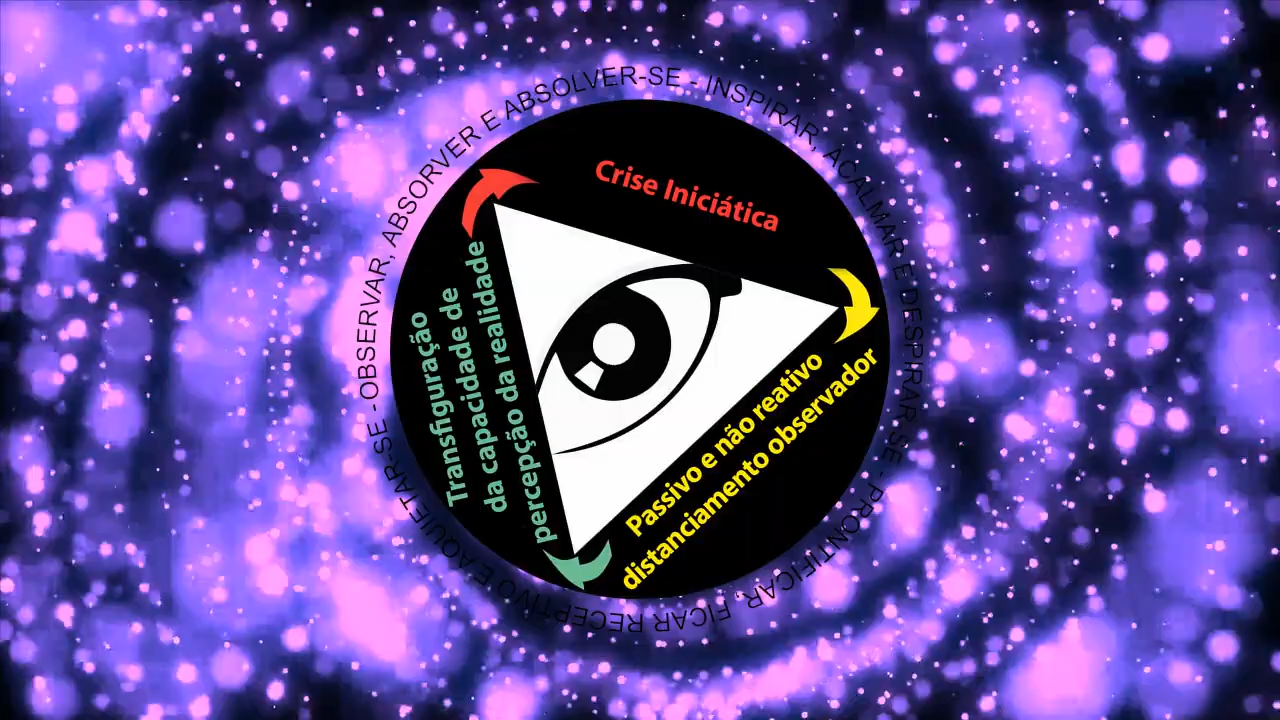 - OBSERVAR, ABSORVER E ABSOLVER-SE - INSPIRAR, ACALMAR E DESPIRAR-SE - PRONTIFICAR, FICAR RECEPTIVO E AQUIETAR-SE
Crise Iniciática
Passivo e não reativo
distanciamento observador
Transfiguração
da capacidade de
percepção da realidade